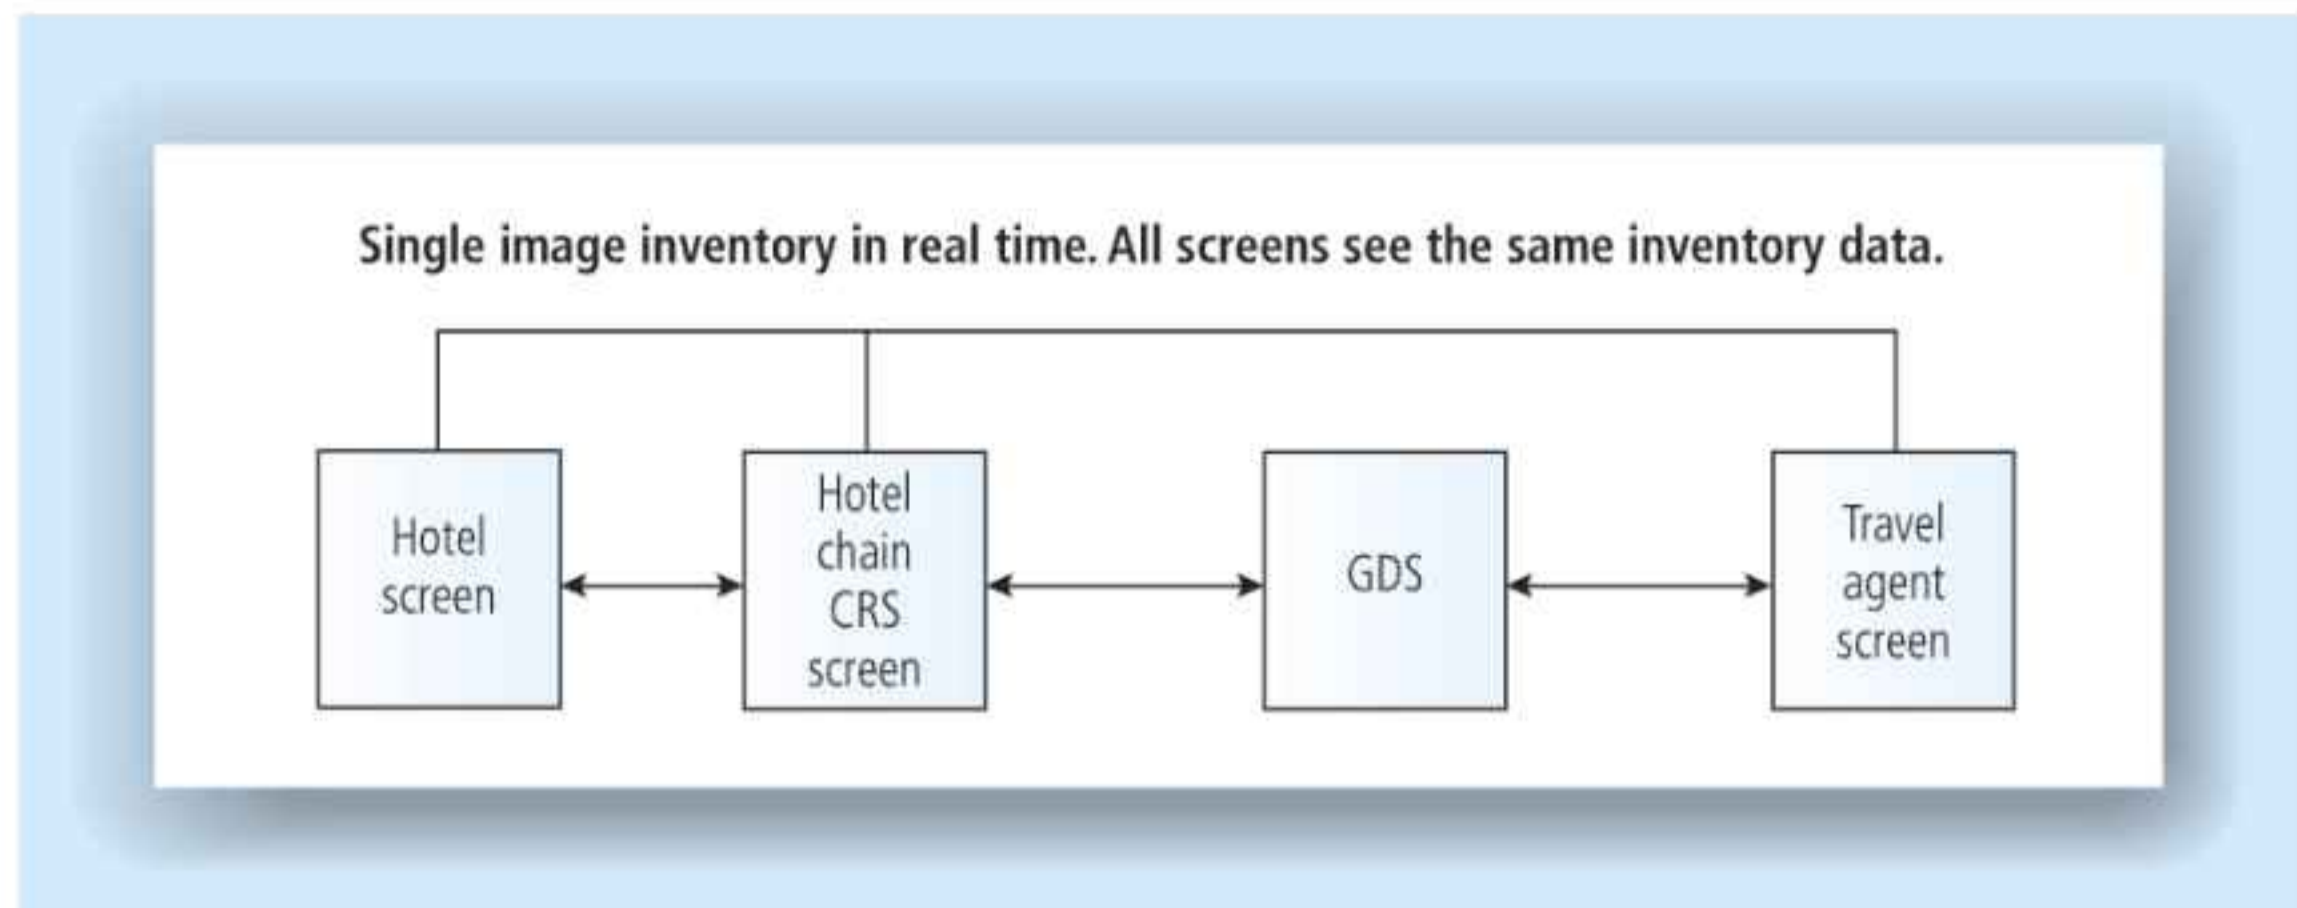 Single image inventory in real time. All screens see the same inventory data.
Hotel
screen
Hotel
chain
CRS
screen
GDS
Travel
agent
screen